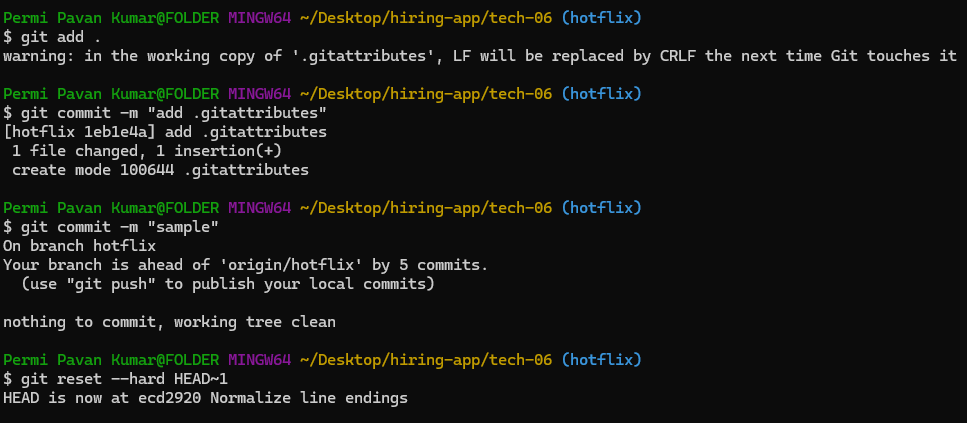 Permi Pavan Kumar@FOLDER MINGW64 ~/Desktop/hiring-app/tech-06 (hotflix)
$ git add .
warning: in the working copy of '.gitattributes', LF will be replaced by CRLF the next time Git touches it
Permi Pavan Kumar@FOLDER MINGW64 ~/Desktop/hiring-app/tech-06 (hotflix)
$ git commit -m "add .gitattributes"
[hotflix 1eb1e4a] add .gitattributes
 1 file changed, 1 insertion(+)
 create mode 100644 .gitattributes
Permi Pavan Kumar@FOLDER MINGW64 ~/Desktop/hiring-app/tech-06 (hotflix)
$ git commit -m "sample"
On branch hotflix
Your branch is ahead of 'origin/hotflix' by 5 commits.
  (use "git push" to publish your local commits)
nothing to commit, working tree clean
Permi Pavan Kumar@FOLDER MINGW64 ~/Desktop/hiring-app/tech-06 (hotflix)
$ git reset --hard HEAD~1
HEAD is now at ecd2920 Normalize line endings